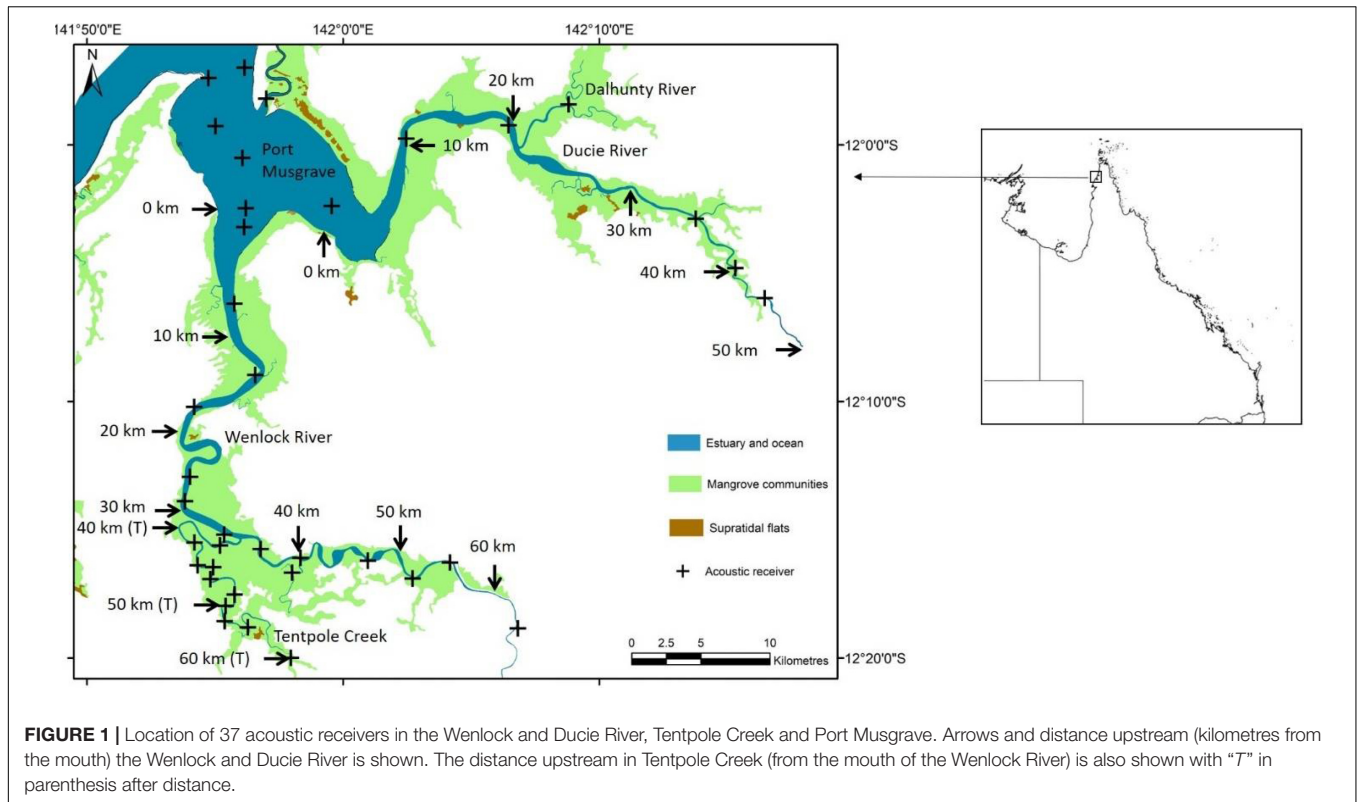 141°50'0"E
142°0'0"E
142°10'0"E
N
20 km
Dalhunty River
Port
Musgrave
10 km
Ducie River
12°0'0"S
0 km
0 km
30 km
40 km
10 km
50 km
12°10'0"S
20 km
Wenlock River
Estuary and ocean
Mangrove communities
Supratidal flats
Acoustic receiver
30 km
40 km (T)
40 km
50 km
60 km
50 km (T)
Tentpole Creek
60 km (T)
0 2.5 5 10
Kilometres
12°20'0"S
FIGURE 1 | Location of 37 acoustic receivers in the Wenlock and Ducie River, Tentpole Creek and Port Musgrave. Arrows and distance upstream (kilometres from
the mouth) the Wenlock and Ducie River is shown. The distance upstream in Tentpole Creek (from the mouth of the Wenlock River) is also shown with “T” in
parenthesis after distance.